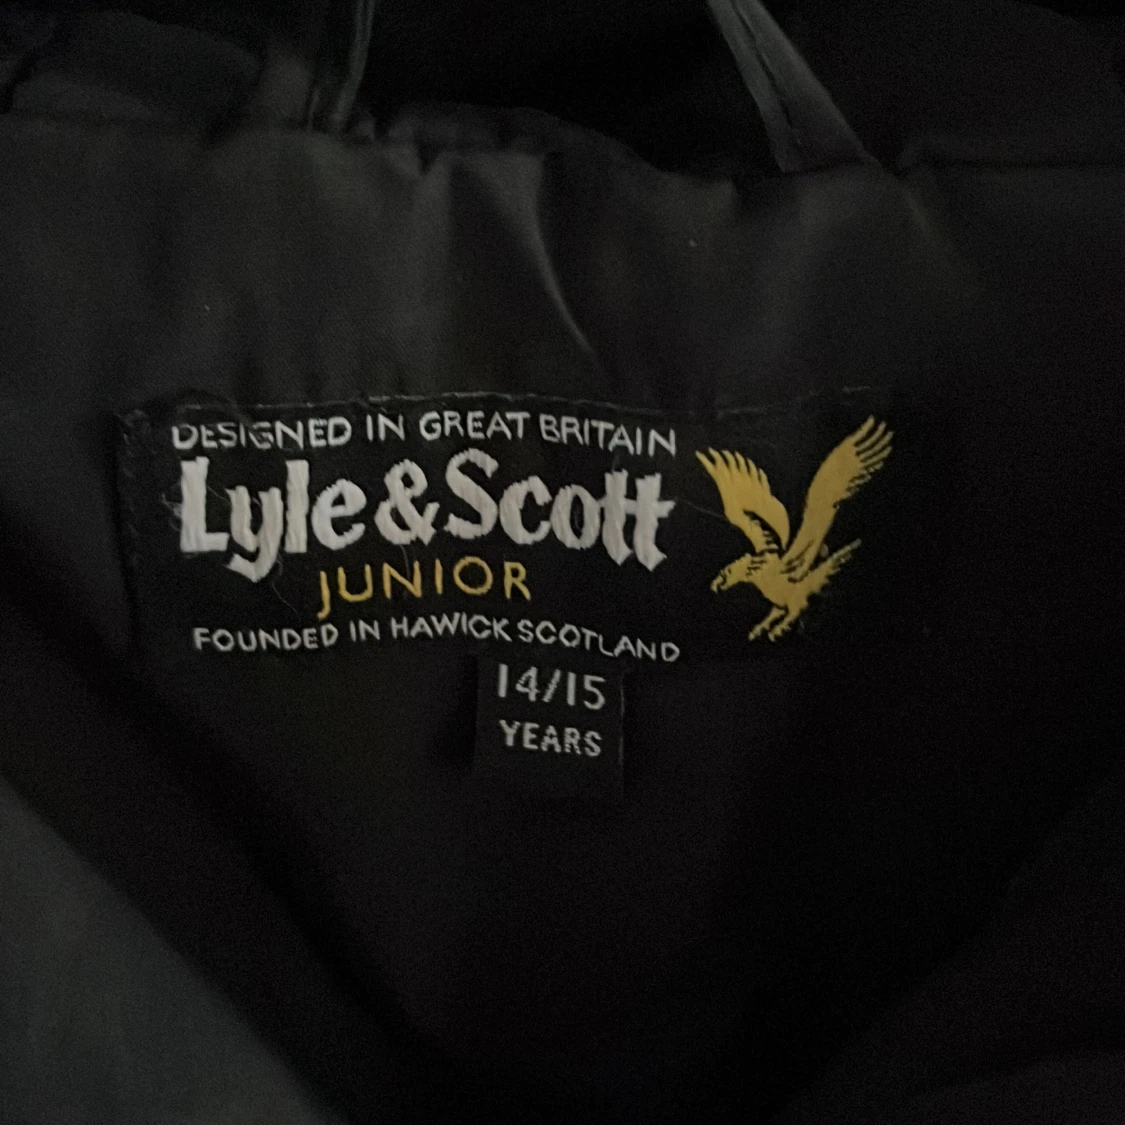 DESIGNED IN GREAT BRITAIN
Lyle & Scott
JUNIOR
FOUNDED IN HAWICK SCOTLAND
14/15
YEARS